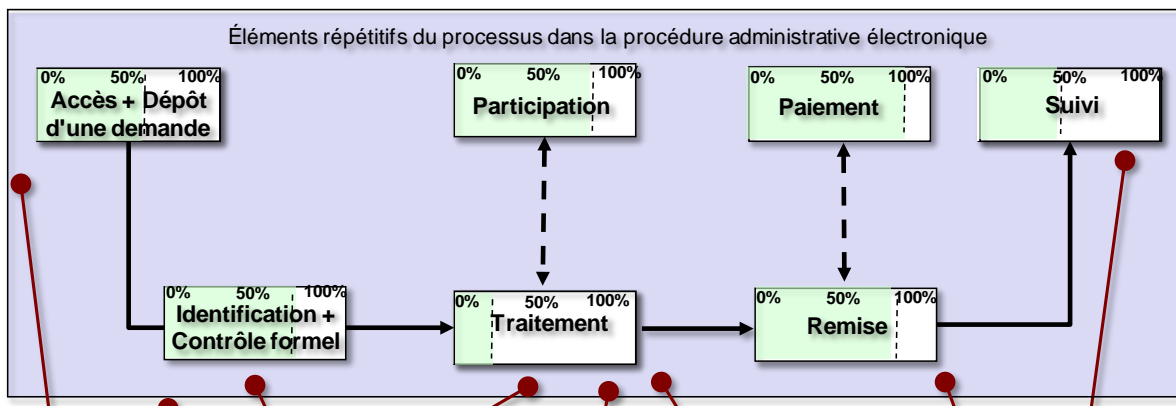 Éléments répétitifs du processus dans la procédure administrative électronique
0% 50% 100%
Accès + Dépôt
d'une demande
0% 50% 100%
Participation
0% 50% 100%
Paiement
0% 50% 100%
Suivi
0% 50% 100%
Identification +
Contrôle formel
0% 50% 100%
Traitement
0% 50% 100%
Remise